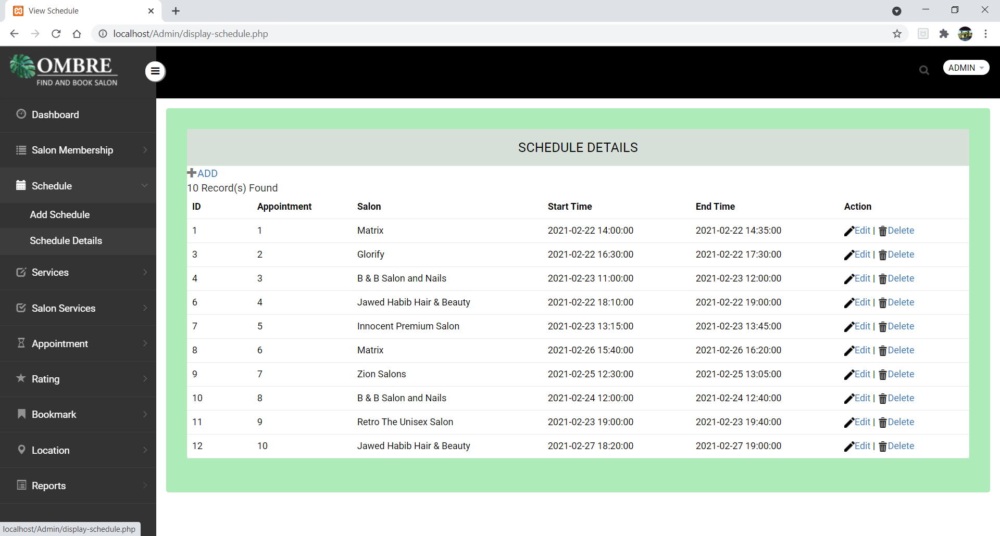 View Schedule
localhost/Admin/display-schedule.php
OMBRE
FIND AND BOOK SALON
ADMIN
Dashboard
Salon Membership
Schedule
Add Schedule
Schedule Details
Services
Salon Services
Appointment
Rating
Bookmark
Location
Reports
SCHEDULE DETAILS
ADD
10 Record(s) Found
ID Appointment Salon Start Time End Time Action
1 1 Matrix 2021-02-22 14:00:00 2021-02-22 14:35:00 Edit | Delete
3 2 Glorify 2021-02-22 16:30:00 2021-02-22 17:30:00 Edit | Delete
4 3 B & B Salon and Nails 2021-02-23 11:00:00 2021-02-23 12:00:00 Edit | Delete
6 4 Jawed Habib Hair & Beauty 2021-02-22 18:10:00 2021-02-22 19:00:00 Edit | Delete
7 5 Innocent Premium Salon 2021-02-23 13:15:00 2021-02-23 13:45:00 Edit | Delete
8 6 Matrix 2021-02-26 15:40:00 2021-02-26 16:20:00 Edit | Delete
9 7 Zion Salons 2021-02-25 12:30:00 2021-02-25 13:05:00 Edit | Delete
10 8 B & B Salon and Nails 2021-02-24 12:00:00 2021-02-24 12:40:00 Edit | Delete
11 9 Retro The Unisex Salon 2021-02-23 19:00:00 2021-02-23 19:40:00 Edit | Delete
12 10 Jawed Habib Hair & Beauty 2021-02-27 18:20:00 2021-02-27 19:00:00 Edit | Delete
localhost/Admin/display-schedule.php